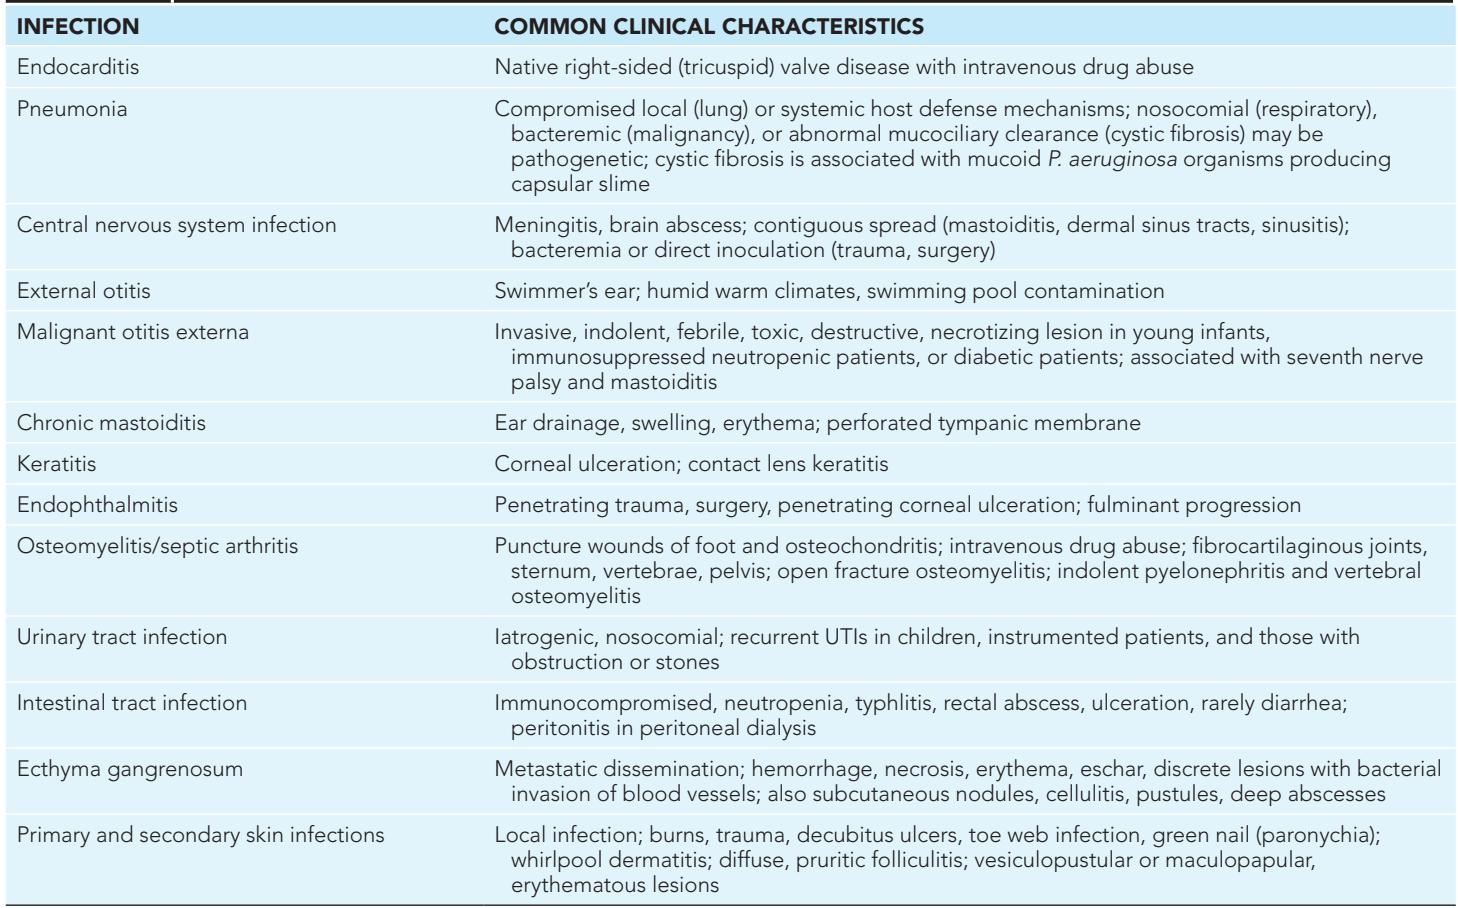 INFECTION COMMON CLINICAL CHARACTERISTICS
Endocarditis Native right-sided (tricuspid) valve disease with intravenous drug abuse
Pneumonia Compromised local (lung) or systemic host defense mechanisms; nosocomial (respiratory),
bacteremic (malignancy), or abnormal mucociliary clearance (cystic fibrosis) may be
pathogenetic; cystic fibrosis is associated with mucoid P. aeruginosa organisms producing
capsular slime
Central nervous system infection Meningitis, brain abscess; contiguous spread (mastoiditis, dermal sinus tracts, sinusitis);
bacteremia or direct inoculation (trauma, surgery)
External otitis Swimmer's ear; humid warm climates, swimming pool contamination
Malignant otitis externa Invasive, indolent, febrile, toxic, destructive, necrotizing lesion in young infants,
immunosuppressed neutropenic patients, or diabetic patients; associated with seventh nerve
palsy and mastoiditis
Chronic mastoiditis Ear drainage, swelling, erythema; perforated tympanic membrane
Keratitis Corneal ulceration; contact lens keratitis
Endophthalmitis Penetrating trauma, surgery, penetrating corneal ulceration; fulminant progression
Osteomyelitis/septic arthritis Puncture wounds of foot and osteochondritis; intravenous drug abuse; fibrocartilaginous joints,
sternum, vertebrae, pelvis; open fracture osteomyelitis; indolent pyelonephritis and vertebral
osteomyelitis
Urinary tract infection Iatrogenic, nosocomial; recurrent UTIs in children, instrumented patients, and those with
obstruction or stones
Intestinal tract infection Immunocompromised, neutropenia, typhlitis, rectal abscess, ulceration, rarely diarrhea;
peritonitis in peritoneal dialysis
Ecthyma gangrenosum Metastatic dissemination; hemorrhage, necrosis, erythema, eschar, discrete lesions with bacterial
invasion of blood vessels; also subcutaneous nodules, cellulitis, pustules, deep abscesses
Primary and secondary skin infections Local infection; burns, trauma, decubitus ulcers, toe web infection, green nail (paronychia);
whirlpool dermatitis; diffuse, pruritic folliculitis; vesiculopustular or maculopapular,
erythematous lesions